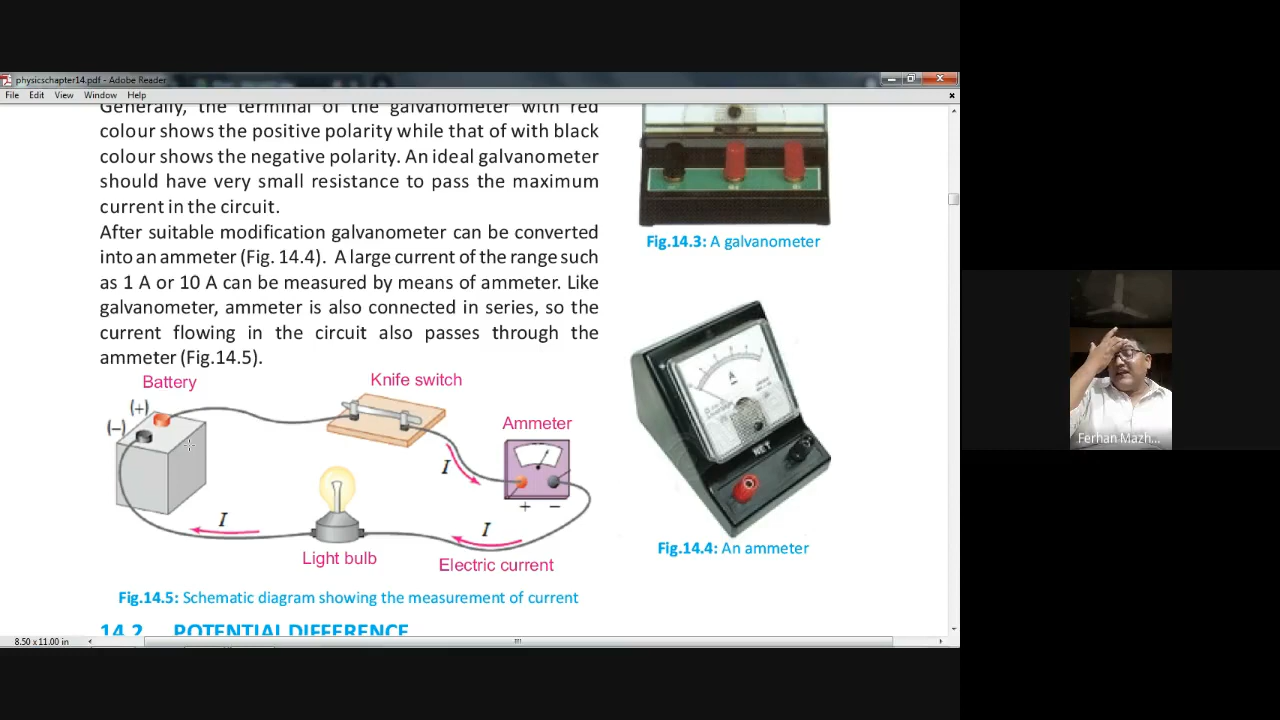 physicschapter14.pdf - Adobe Reader
File Edit View Window Help
Generally, the terminal of the galvanometer with red
colour shows the positive polarity while that of with black
colour shows the negative polarity. An ideal galvanometer
should have very small resistance to pass the maximum
current in the circuit.
After suitable modification galvanometer can be converted
into an ammeter (Fig. 14.4). A large current of the range such
as 1 A or 10 A can be measured by means of ammeter. Like
galvanometer, ammeter is also connected in series, so the
current flowing in the circuit also passes through the
ammeter (Fig.14.5).
Fig.14.3: A galvanometer
Battery
Knife switch
(+)
(−)
Ammeter
I
+ −
I
I
Light bulb
Electric current
Fig.14.5: Schematic diagram showing the measurement of current
A
Fig.14.4: An ammeter
14.2 POTENTIAL DIFFERENCE
8.50 x 11.00 in
Ferhan Mazh...